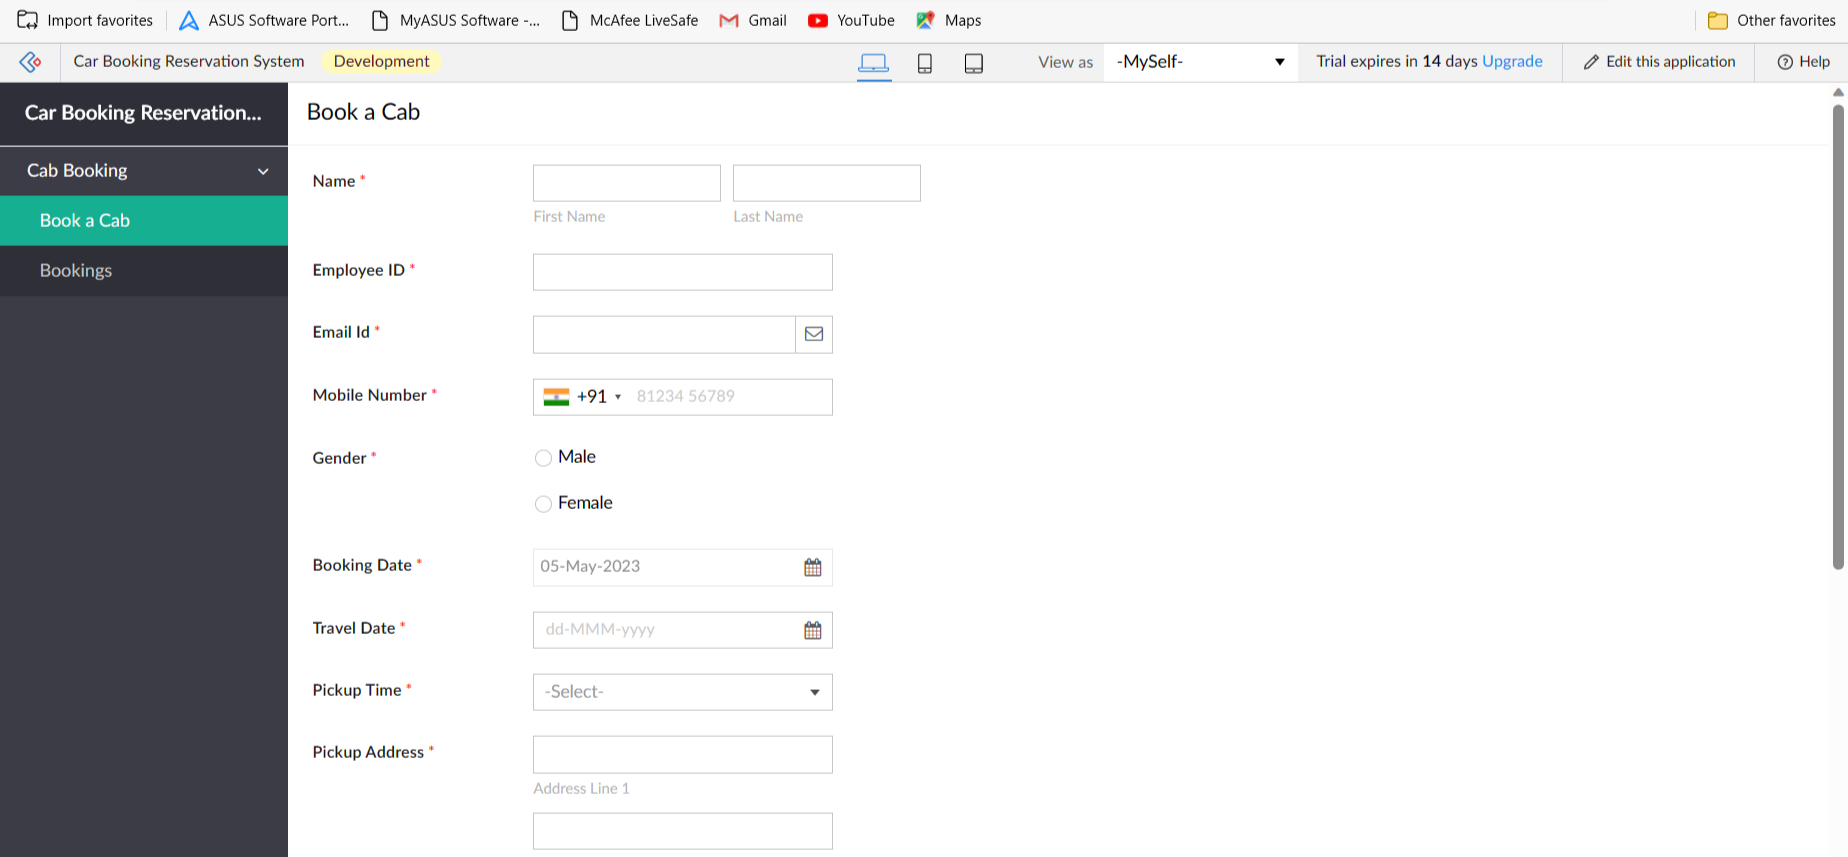 Import favorites ASUS Software Port... MyASUS Software -... McAfee LiveSafe Gmail YouTube Maps Other favorites
Car Booking Reservation System Development View as -MySelf- Trial expires in 14 days Upgrade Edit this application Help
Car Booking Reservation...
Cab Booking
Book a Cab
Bookings
Book a Cab
Name *
First Name Last Name
Employee ID *
Email Id *
Mobile Number * +91 81234 56789
Gender * Male
Female
Booking Date * 05-May-2023
Travel Date * dd-MMM-yyyy
Pickup Time * -Select-
Pickup Address *
Address Line 1